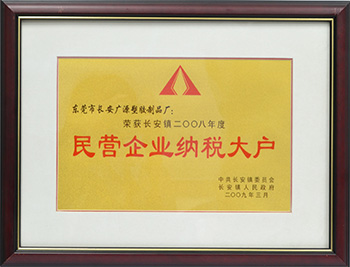 东莞市长安广源塑胶制品厂：
荣获长安镇二〇〇八年度
民营企业纳税大户
中共长安镇委员会
长安镇人民政府
二〇〇九年三月